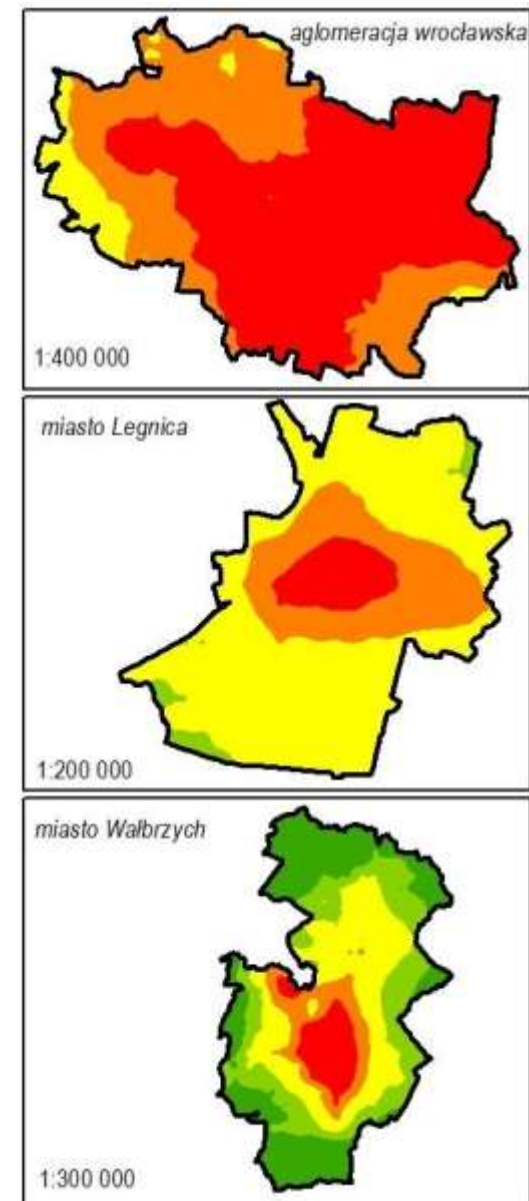 aglomeracja wrocławska
1:400 000
miasto Legnica
1:200 000
miasto Wałbrzych
1:300 000